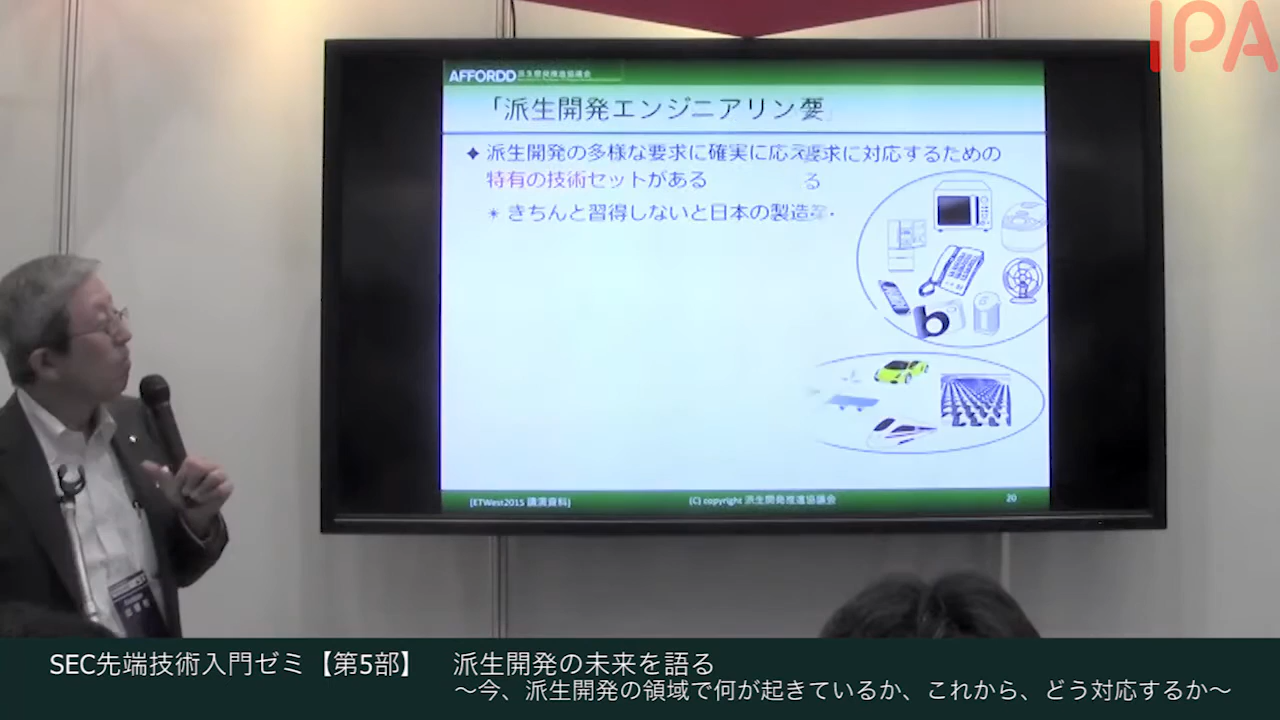 IPA
AFFORDD 派生開発推進協議会
「派生開発エンジニアリン
派生開発の多様な要求に確実に応え 要求に対応するための
特有の技術セットがある る
きちんと習得しないと日本の製造
(ETWest2015 講演資料) (C) copyright 派生開発推進協議会 20
SEC先端技術入門ゼミ【第5部】 派生開発の未来を語る
～今、派生開発の領域で何が起きているか、これから、どう対応するか～